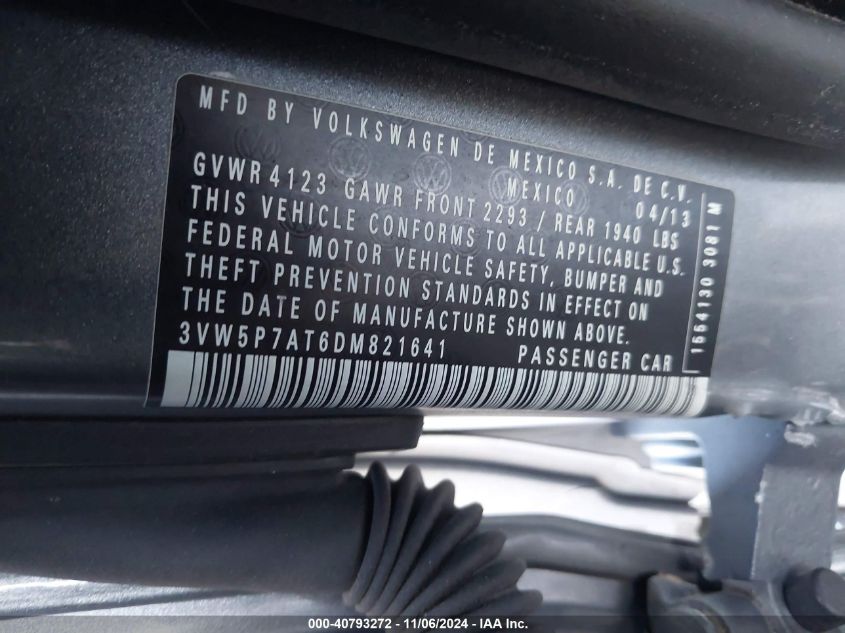 MFD BY VOLKSWAGEN DE MEXICO S.A. DE C.V.
MEXICO 04/13
GVWR 4123 GAWR FRONT 2293 / REAR 1940 LBS
THIS VEHICLE CONFORMS TO ALL APPLICABLE U.S.
FEDERAL MOTOR VEHICLE SAFETY, BUMPER AND
THEFT PREVENTION STANDARDS IN EFFECT ON
THE DATE OF MANUFACTURE SHOWN ABOVE.
3VW5P7AT6DM821641 PASSENGER CAR
1664130 3081 M
000-40793272 - 11/06/2024 - IAA Inc.